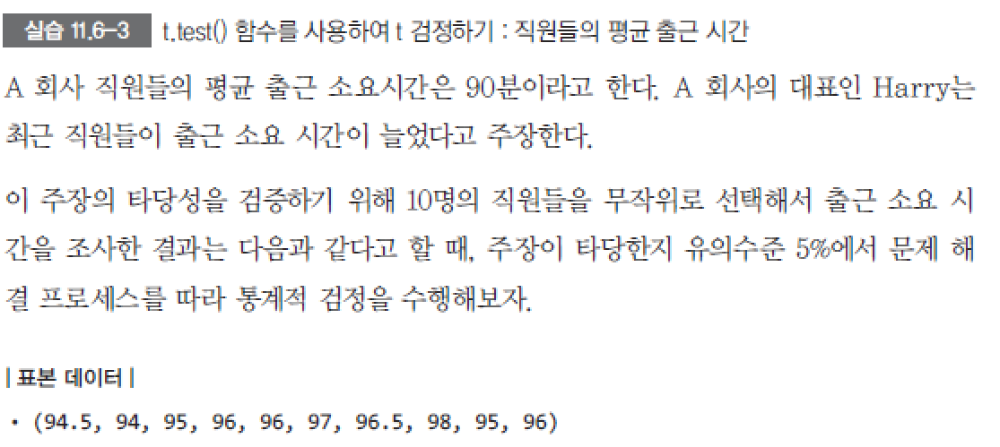 실습 11.6-3 t.test() 함수를 사용하여 t 검정하기 : 직원들의 평균 출근 시간
A 회사 직원들의 평균 출근 소요시간은 90분이라고 한다. A 회사의 대표인 Harry는
최근 직원들이 출근 소요 시간이 늘었다고 주장한다.
이 주장의 타당성을 검증하기 위해 10명의 직원들을 무작위로 선택해서 출근 소요 시
간을 조사한 결과는 다음과 같다고 할 때, 주장이 타당한지 유의수준 5%에서 문제 해
결 프로세스를 따라 통계적 검정을 수행해보자.
| 표본 데이터 |
• (94.5, 94, 95, 96, 96, 97, 96.5, 98, 95, 96)